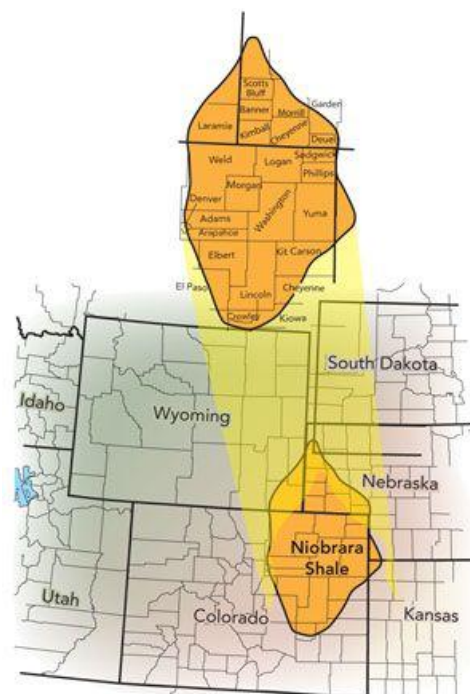 Scotts
Bluff
Garden
Banner
Morrill
Laramie
Kimball
Cheyenne
Deuel
Sedgwick
Weld
Logan
Phillips
Morgan
Denver
Washington
Yuma
Adams
Arapahoe
Elbert
Kit Carson
El Paso
Cheyenne
Lincoln
Crowley
Kiowa
South Dakota
Idaho
Wyoming
Nebraska
Niobrara
Shale
Utah
Colorado
Kansas